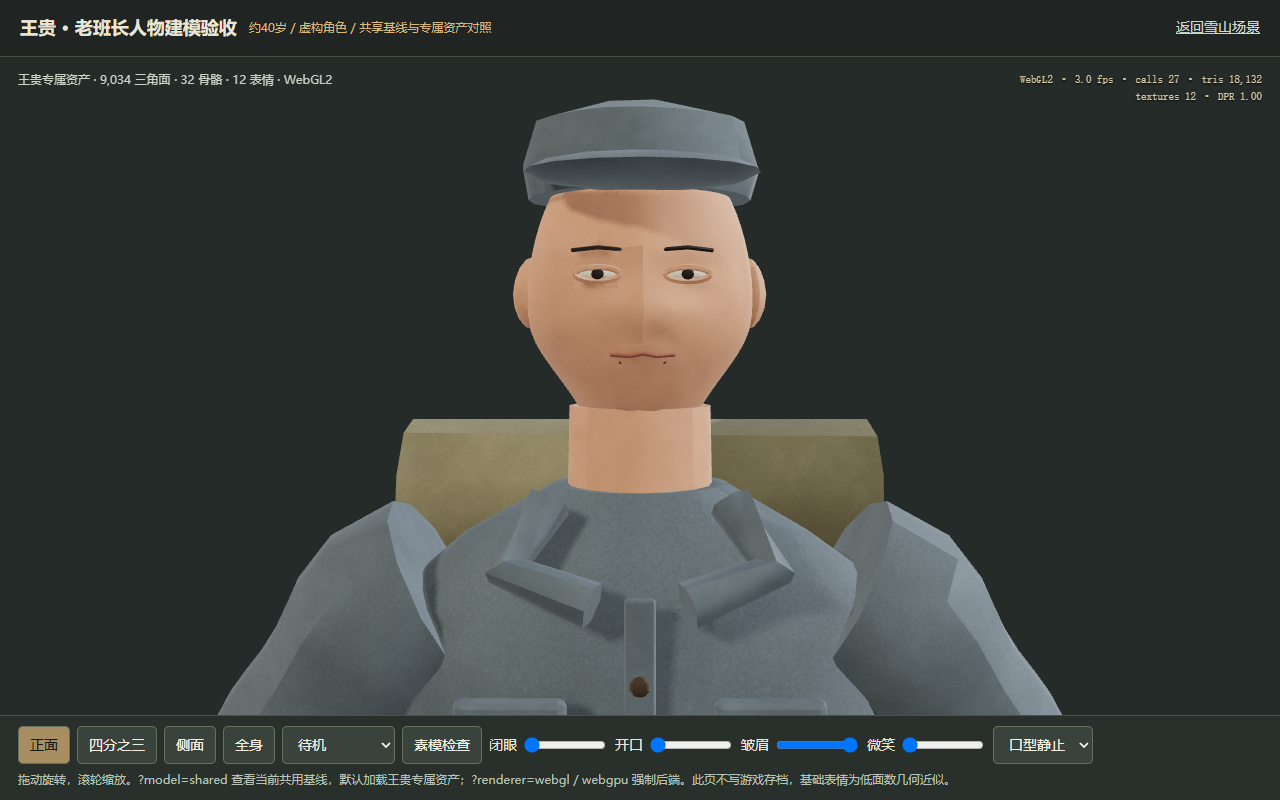 王贵 • 老班长人物建模验收 约40岁 / 虚构角色 / 共享基线与专属资产对照 返回雪山场景
王贵专属资产 · 9,034 三角面 · 32 骨骼 · 12 表情 · WebGL2
WebGL2 • 3.0 fps • calls 27 • tris 18,132
textures 12 • DPR 1.00
正面 四分之三 侧面 全身 待机 素模检查 闭眼 开口 皱眉 微笑 口型静止
拖动旋转，滚轮缩放。?model=shared 查看当前共用基线，默认加载王贵专属资产；?renderer=webgl / webgpu 强制后端。此页不写游戏存档，基础表情为低面数几何近似。